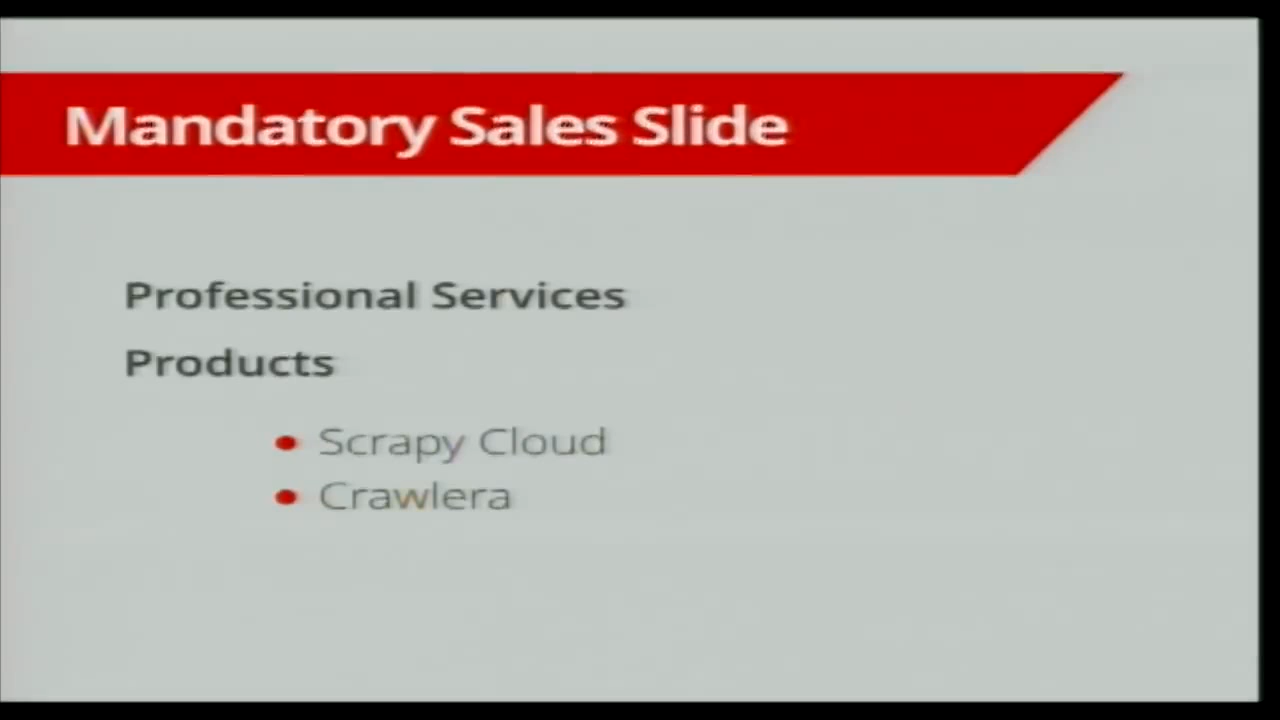 Mandatory Sales Slide
Professional Services
Products
Scrapy Cloud
Crawlera